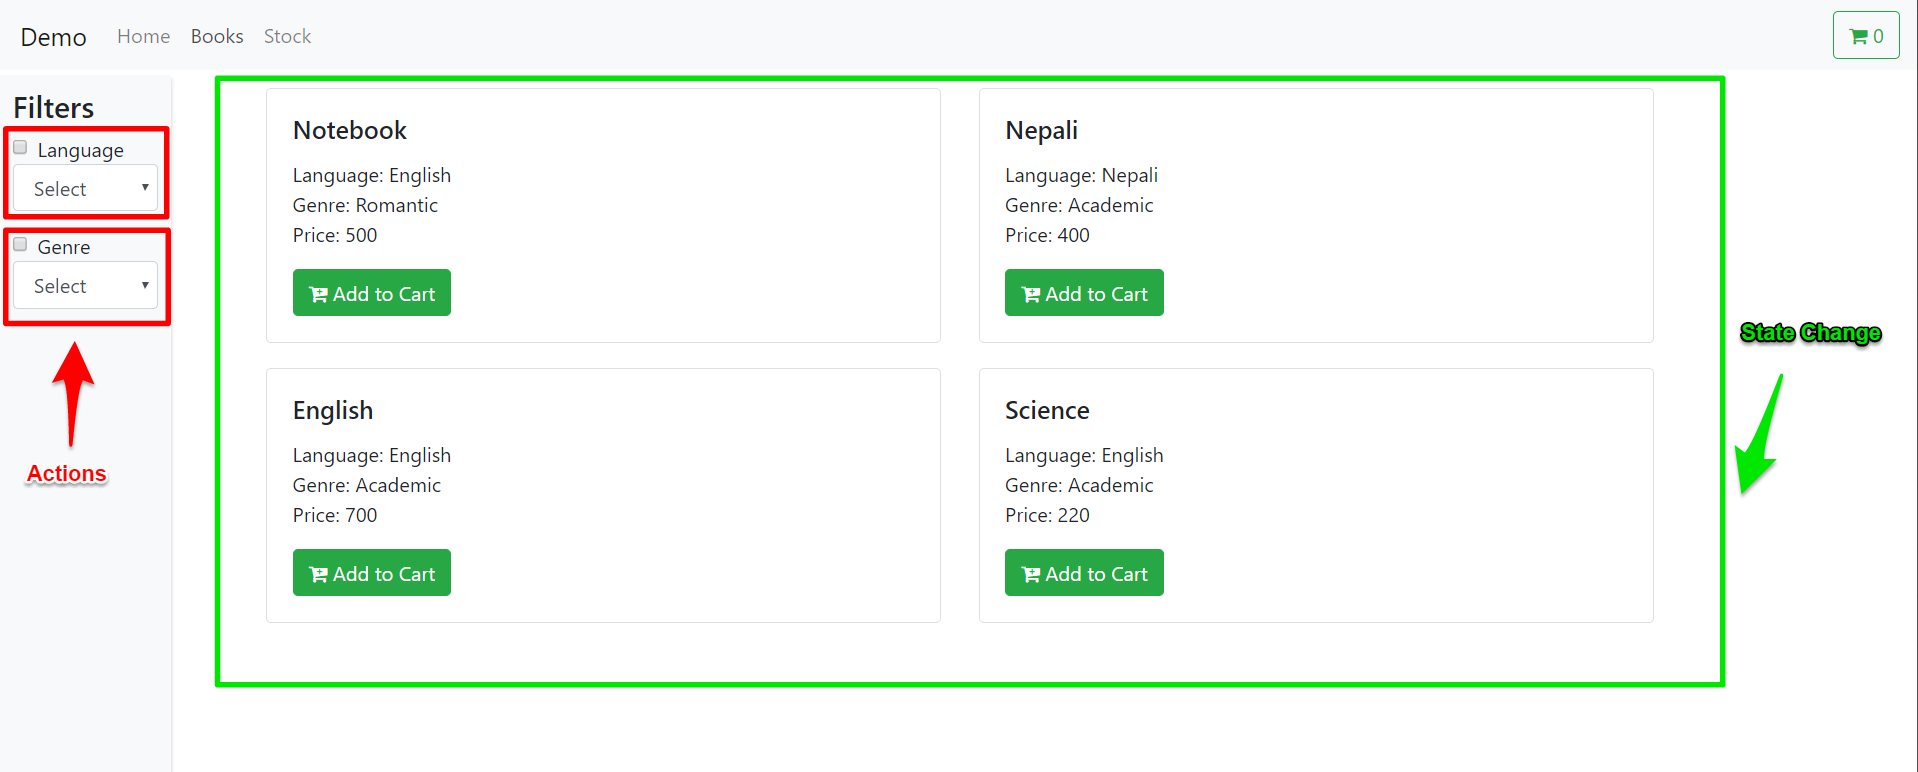 Demo Home Books Stock 0
Filters
Language
Select
Genre
Select
Actions
Notebook
Language: English
Genre: Romantic
Price: 500
Add to Cart
Nepali
Language: Nepali
Genre: Academic
Price: 400
Add to Cart
English
Language: English
Genre: Academic
Price: 700
Add to Cart
Science
Language: English
Genre: Academic
Price: 220
Add to Cart
State Change